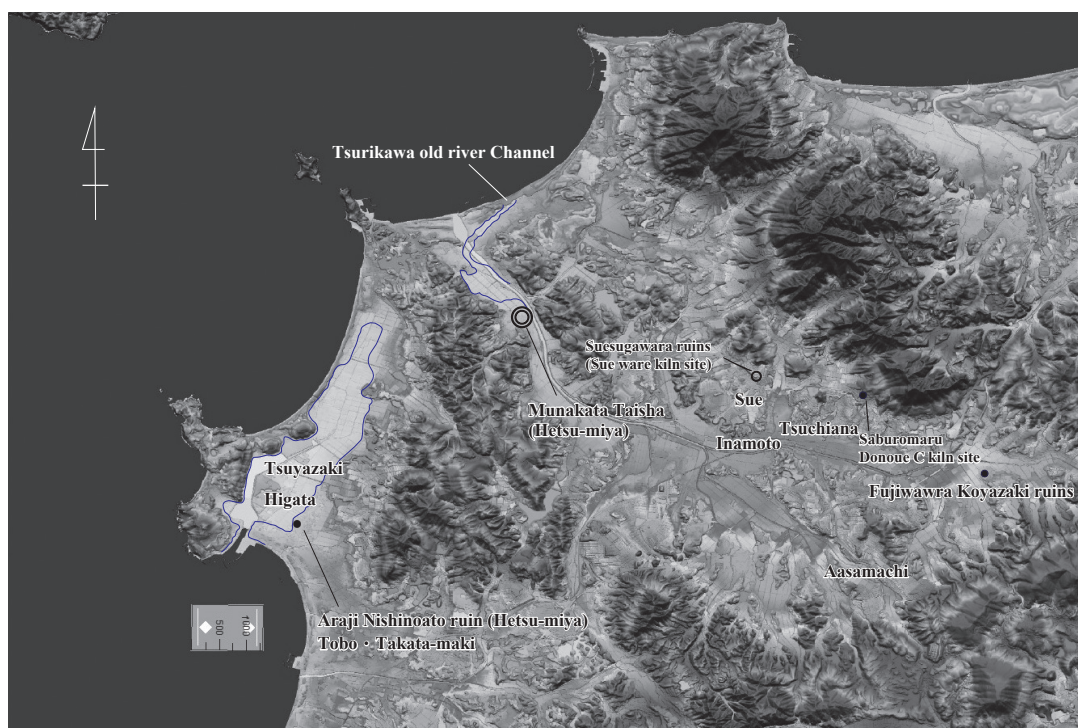 Tsurikawa old river Channel
Suesugawara ruins
(Sue ware kiln site)
Sue
Munakata Taisha
(Hetsu-miya)
Tsuchiana
Inamoto
Saburomaru
Donoue C kiln site
Tsuyazaki
Higata
Fujiwawra Koyazaki ruins
Aasamachi
Araji Nishinoato ruin (Hetsu-miya)
Tobo・Takata-maki
500
1000